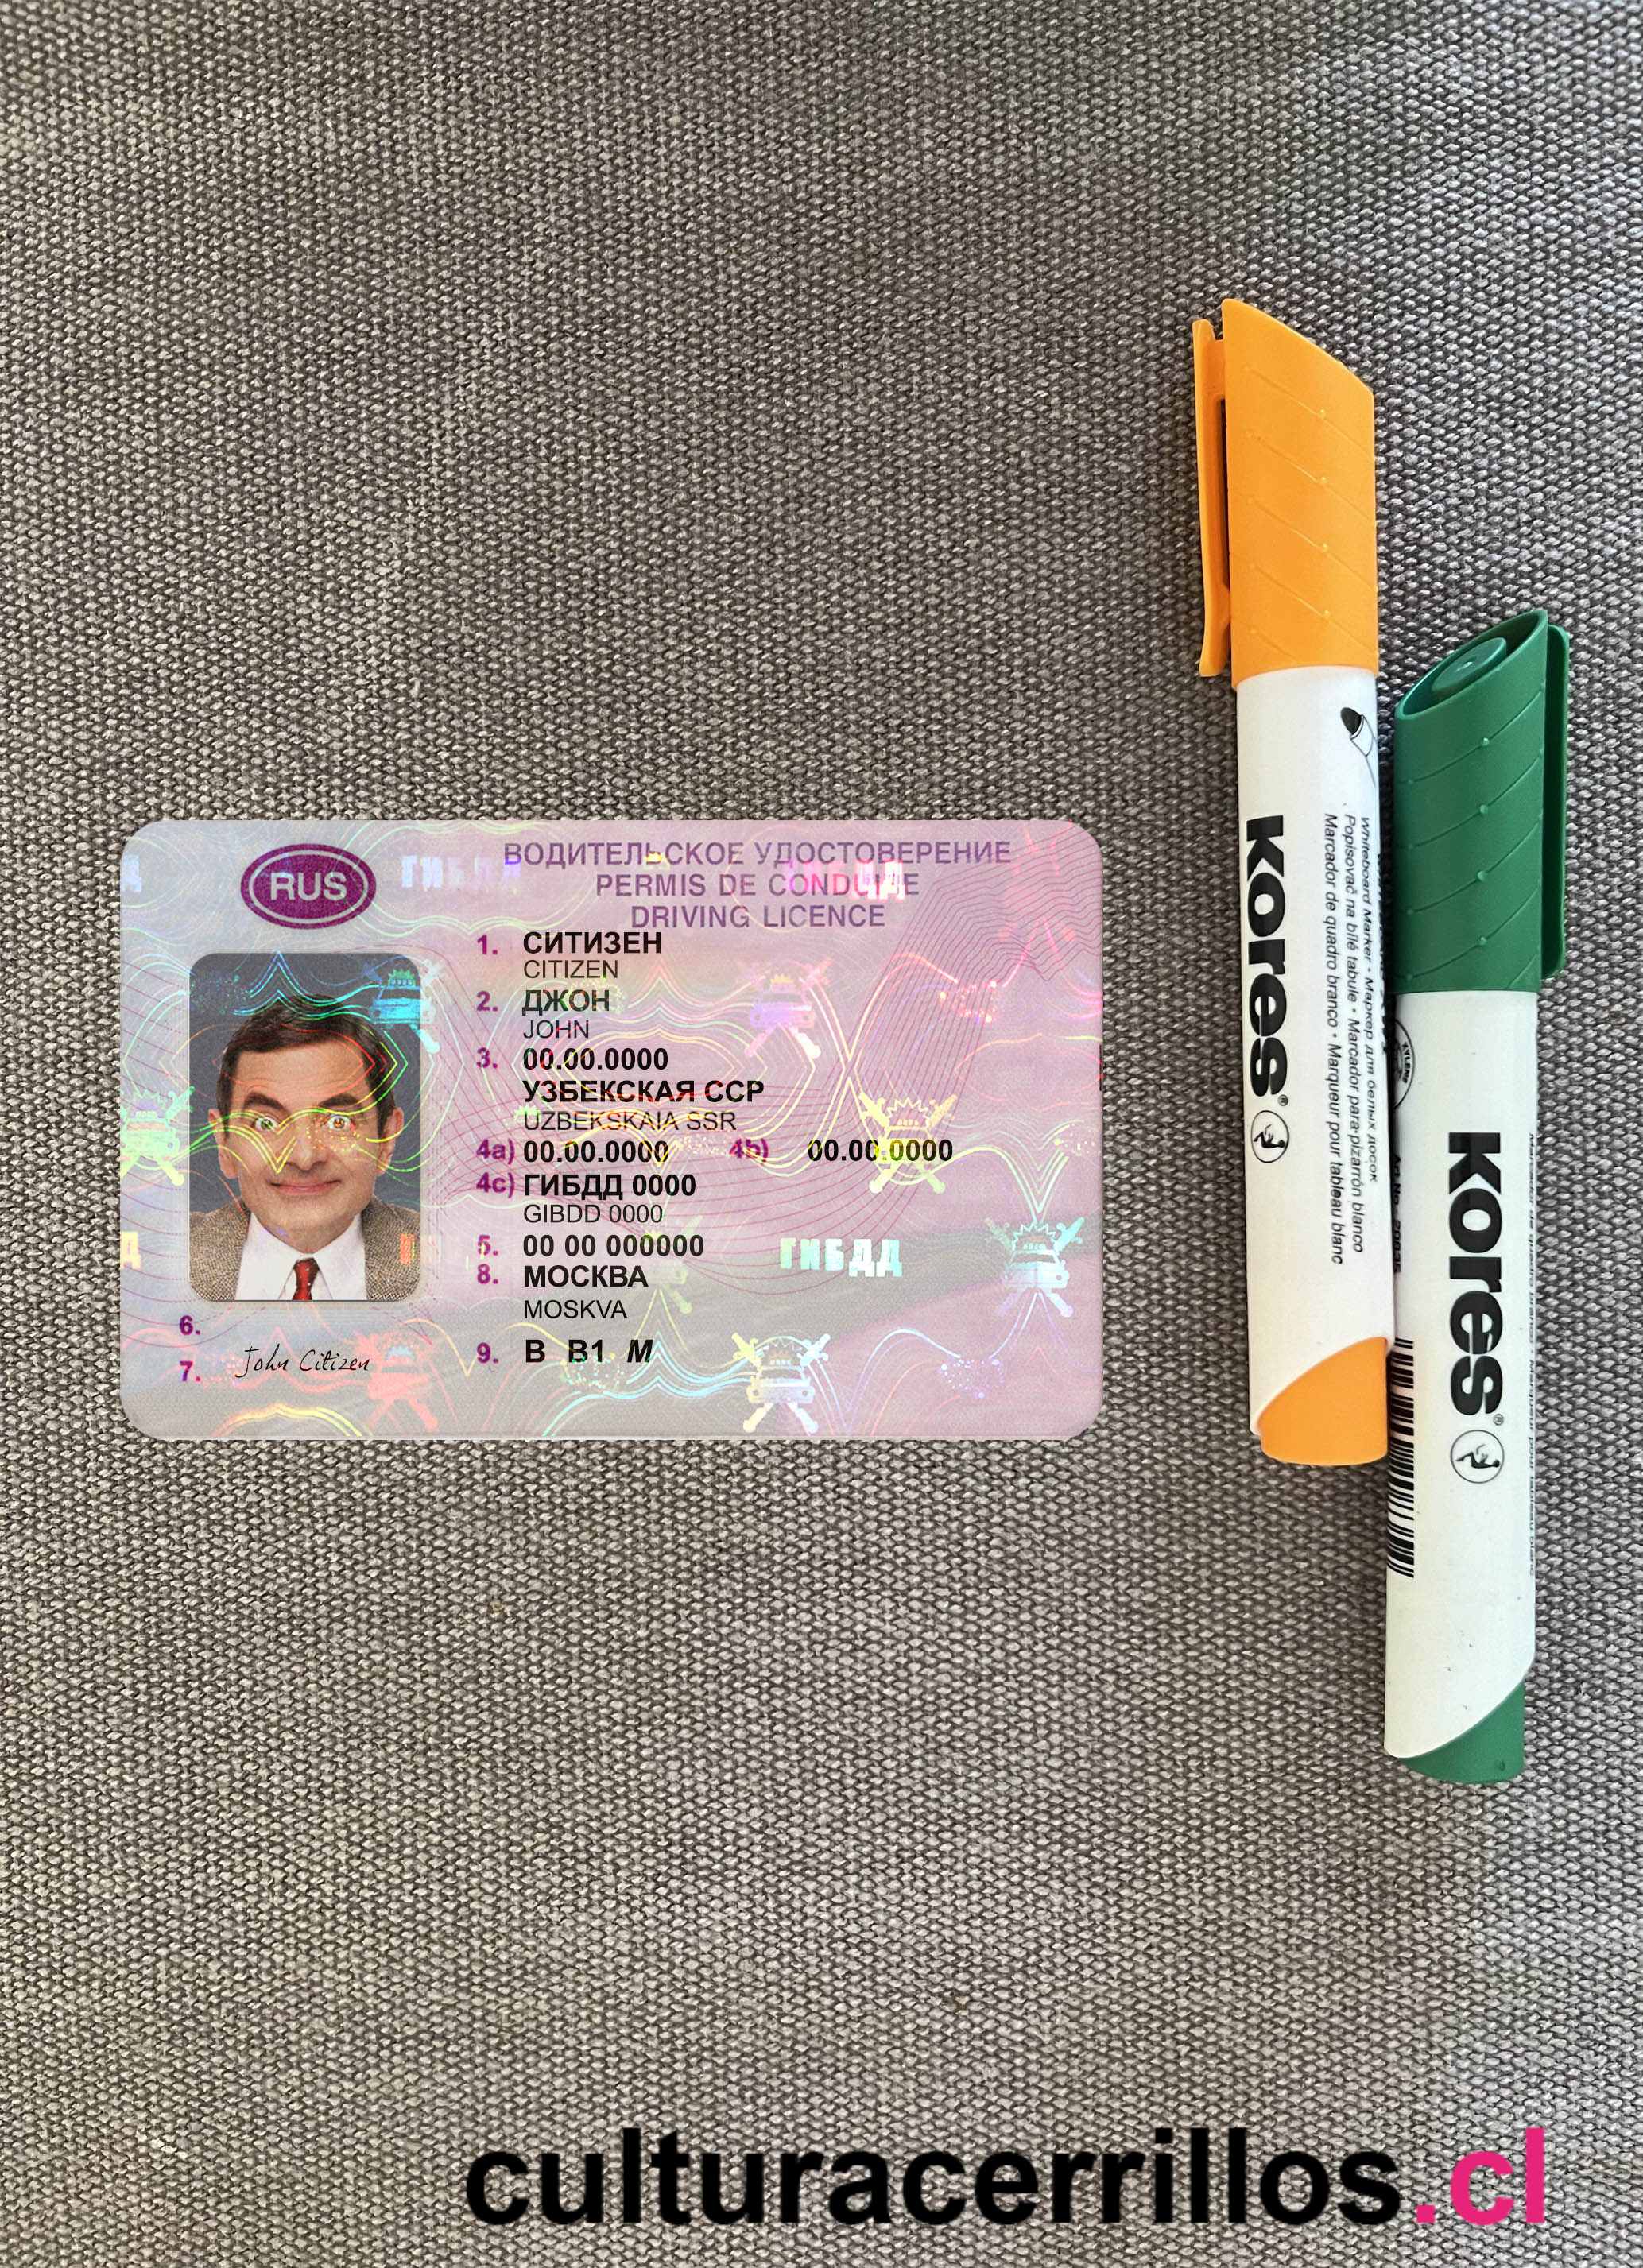 RUS
ВОДИТЕЛЬСКОЕ УДОСТОВЕРЕНИЕ
PERMIS DE CONDUIRE
DRIVING LICENCE
1. СИТИЗЕН
CITIZEN
2. ДЖОН
JOHN
3. 00.00.0000
УЗБЕКСКАЯ ССР
UZBEKSKAIA SSR
4a) 00.00.0000 4b) 00.00.0000
4c) ГИБДД 0000
GIBDD 0000
5. 00 00 000000
8. МОСКВА
MOSKVA
9. B B1 M
6.
7. John Citizen
ГИБДД
ГИБДД
kores®
Whiteboard Marker • Маркер для белых досок
Popisovač na bílé tabule • Marcador para pizarrón blanco
Marcador de quadro branco • Marqueur pour tableau blanc
kores®
culturacerrillos.cl